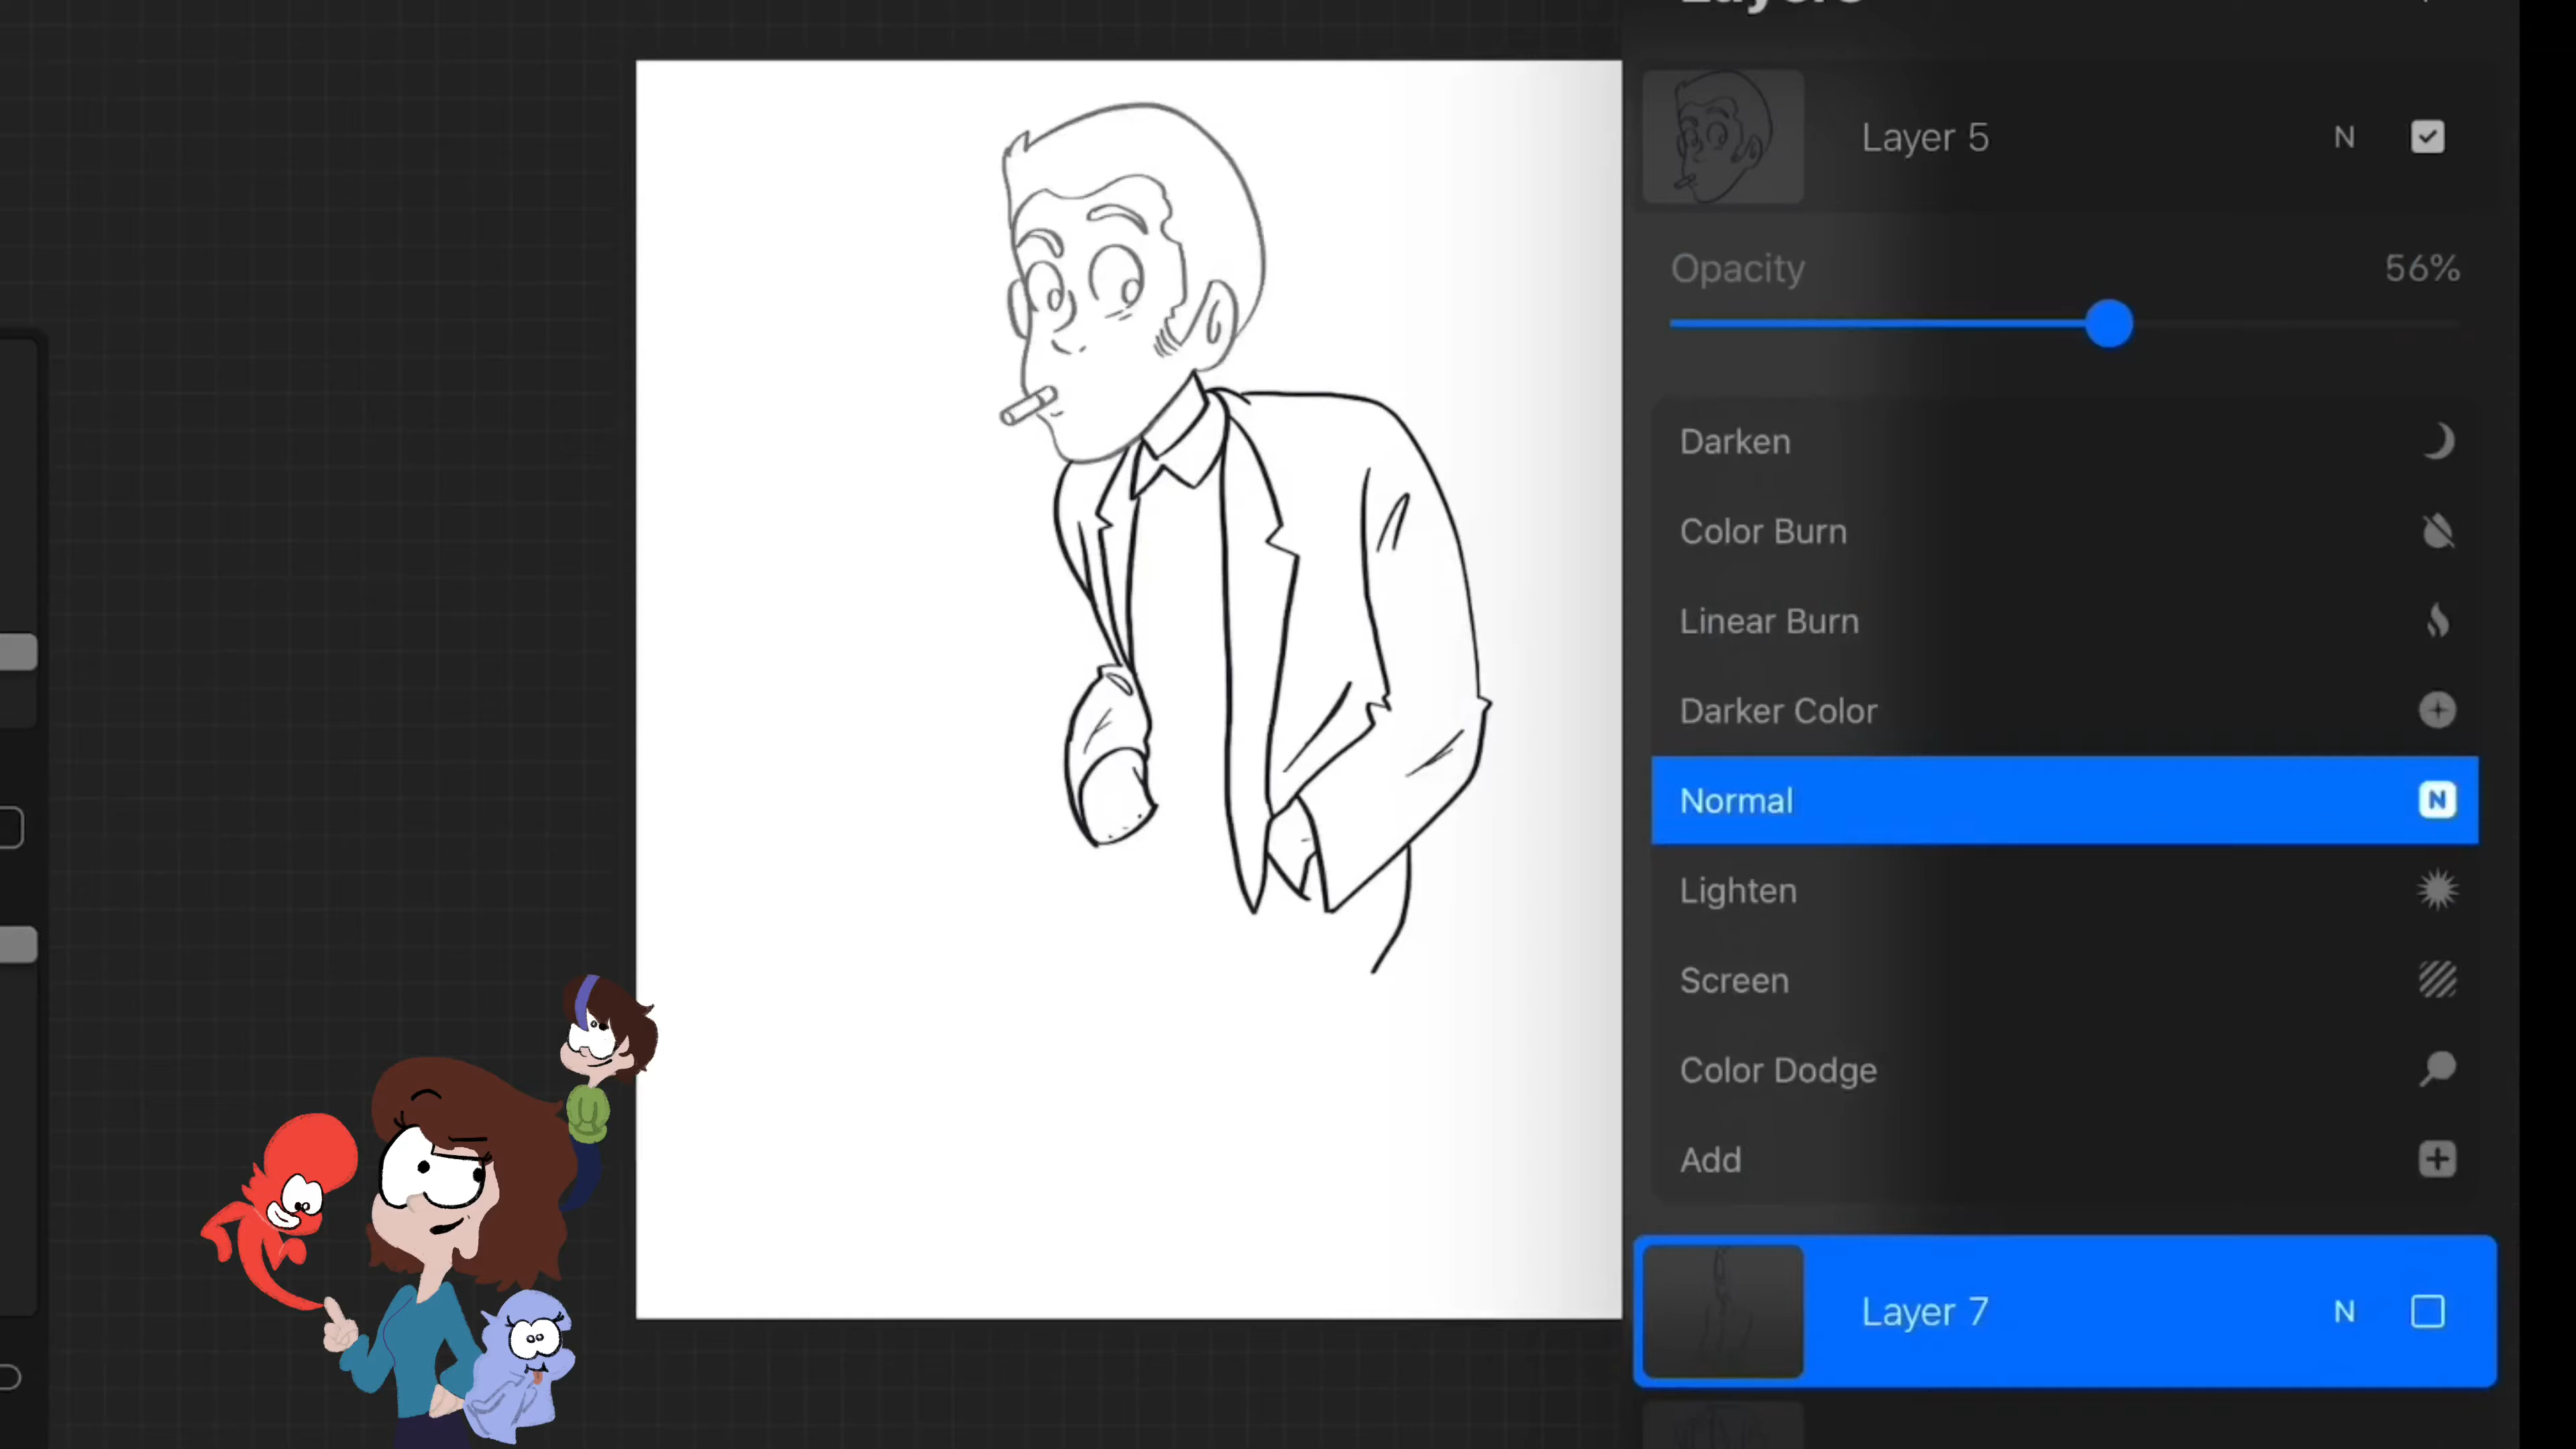 Layers
Layer 5 N
Opacity 56%
Darken
Color Burn
Linear Burn
Darker Color
Normal N
Lighten
Screen
Color Dodge
Add
Layer 7 N